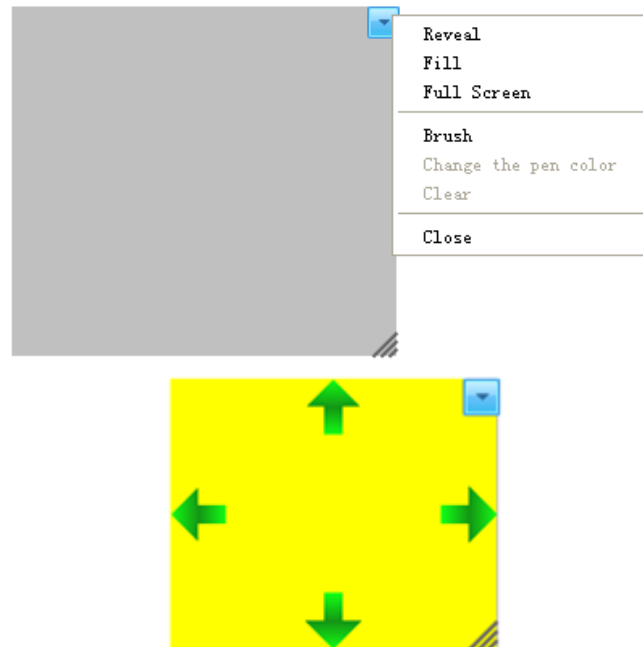 Reveal
Fill
Full Screen
Brush
Change the pen color
Clear
Close